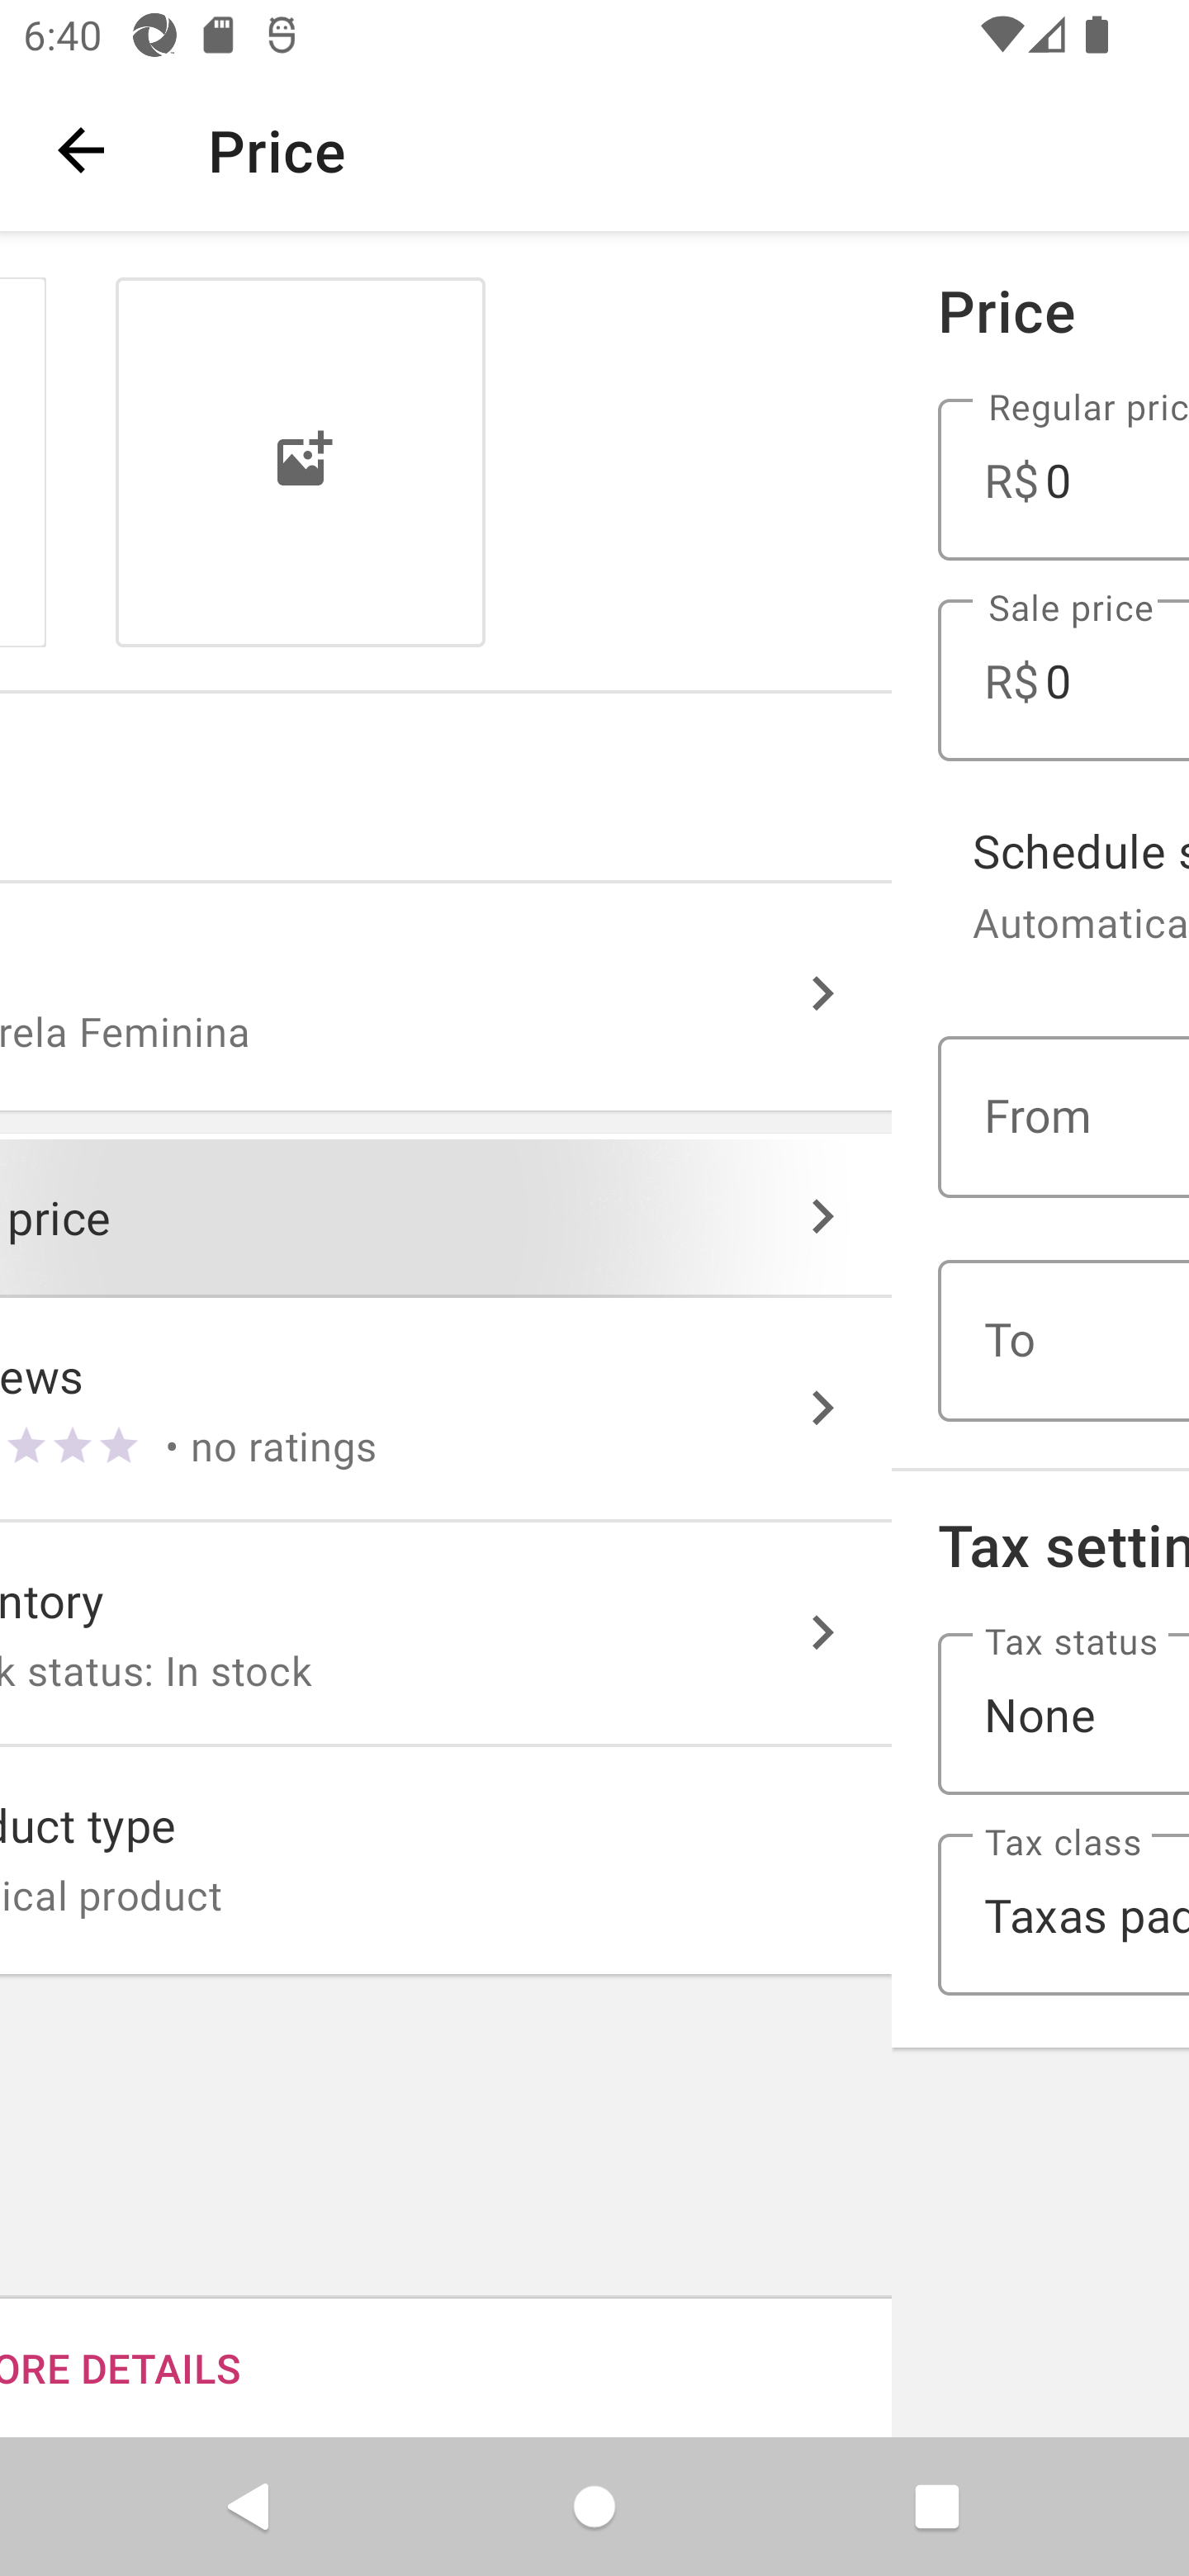 6:40
Price
rela Feminina
price
ews
• no ratings
ntory
k status: In stock
duct type
ical product
ORE DETAILS
Price
Regular pric
R$ 0
Sale price
R$ 0
Schedule s
Automatica
From
To
Tax settin
Tax status
None
Tax class
Taxas pad